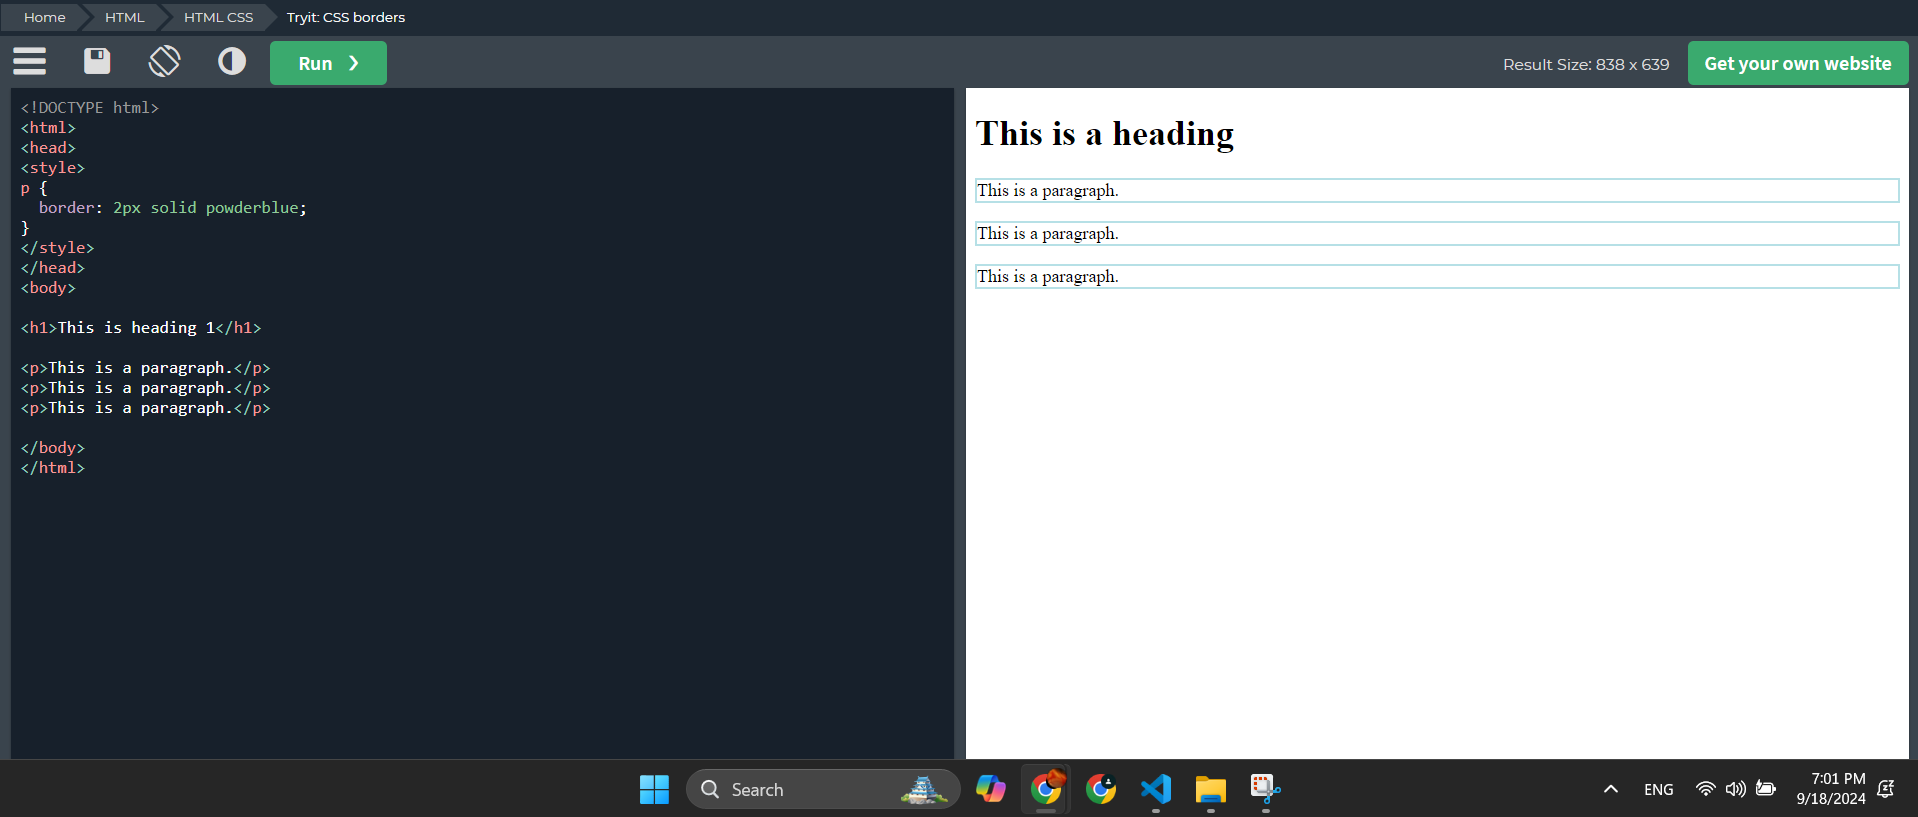 Home HTML HTML CSS Tryit: CSS borders
Run ❯ Result Size: 838 x 639 Get your own website
<!DOCTYPE html>
<html>
<head>
<style>
p {
  border: 2px solid powderblue;
}
</style>
</head>
<body>

<h1>This is heading 1</h1>

<p>This is a paragraph.</p>
<p>This is a paragraph.</p>
<p>This is a paragraph.</p>

</body>
</html>
This is a heading
This is a paragraph.
This is a paragraph.
This is a paragraph.
Search
ENG
7:01 PM
9/18/2024